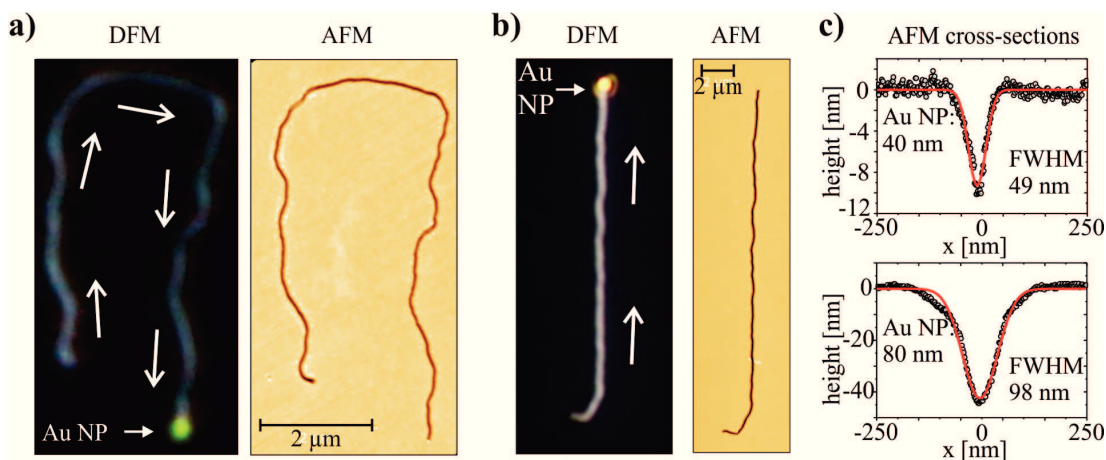 a)
DFM
AFM
Au NP
2 µm
b)
DFM
AFM
Au
NP
2 µm
c)
AFM cross-sections
height [nm]
0
-4
-8
-12
Au NP:
40 nm
FWHM
49 nm
-250
0
250
x [nm]
height [nm]
0
-20
-40
Au NP:
80 nm
FWHM
98 nm
-250
0
250
x [nm]